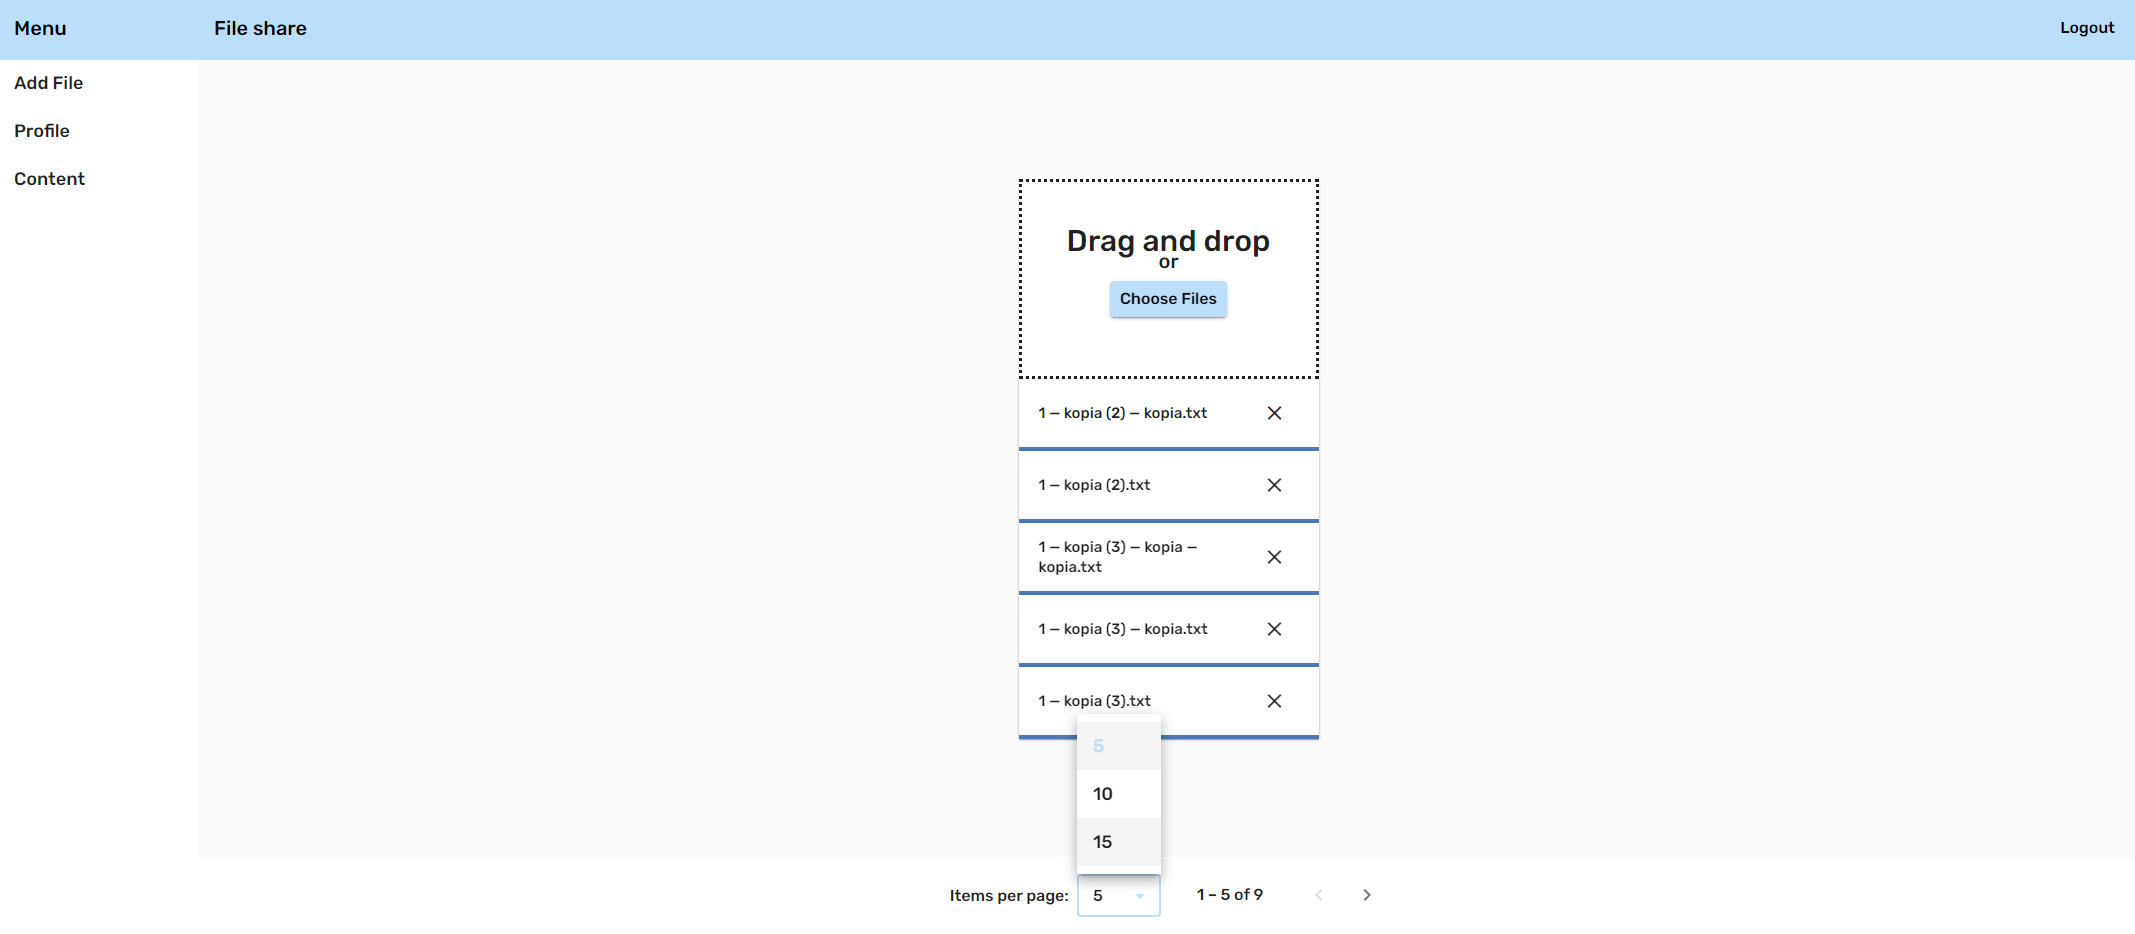 Menu
File share
Logout
Add File
Profile
Content
Drag and drop
or
Choose Files
1 – kopia (2) – kopia.txt
1 – kopia (2).txt
1 – kopia (3) – kopia –
kopia.txt
1 – kopia (3) – kopia.txt
1 – kopia (3).txt
5
10
15
Items per page: 5 1 – 5 of 9